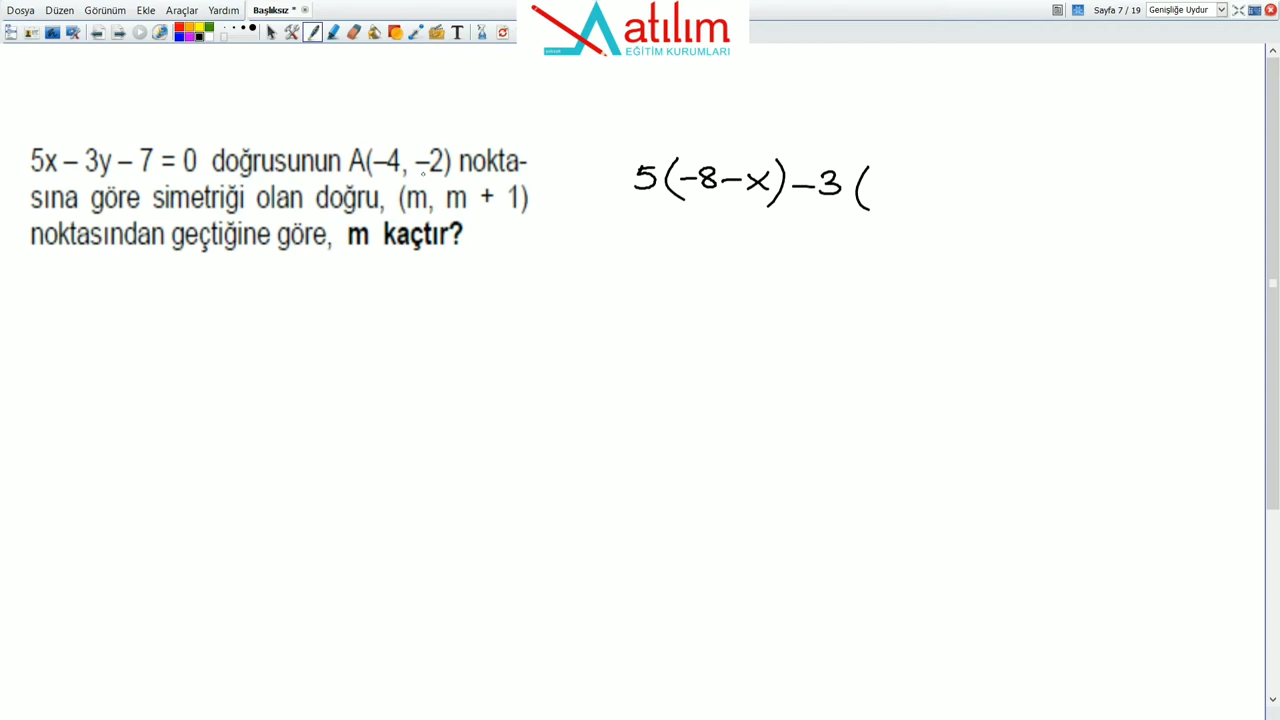 Dosya Düzen Görünüm Ekle Araçlar Yardım Başlıksız * Sayfa 7 / 19 Genişliğe Uydur
atılım
EĞİTİM KURUMLARI
5x – 3y – 7 = 0 doğrusunun A(–4, –2) nokta-
sına göre simetriği olan doğru, (m, m + 1)
noktasından geçtiğine göre, m kaçtır?
5(-8-x)-3(